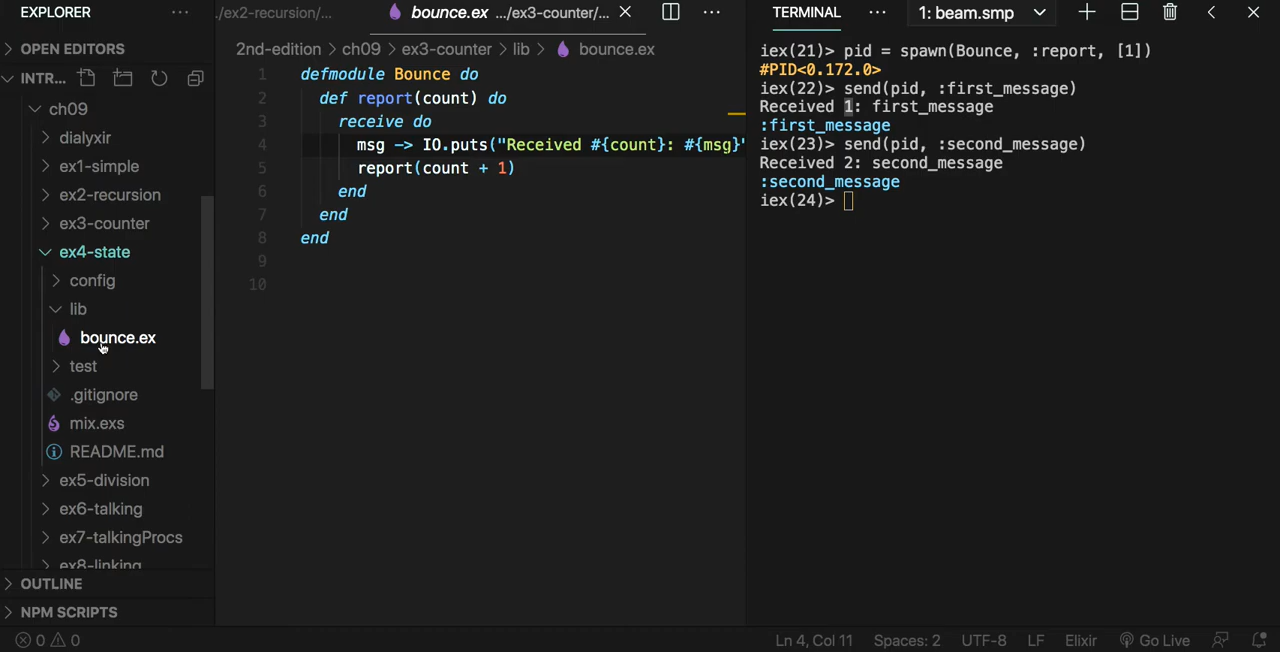 EXPLORER
OPEN EDITORS
INTR...
ch09
dialyxir
ex1-simple
ex2-recursion
ex3-counter
ex4-state
config
lib
bounce.ex
test
.gitignore
mix.exs
README.md
ex5-division
ex6-talking
ex7-talkingProcs
ex8-linking
OUTLINE
NPM SCRIPTS
./ex2-recursion/...
bounce.ex .../ex3-counter/...
2nd-edition > ch09 > ex3-counter > lib > bounce.ex
1 defmodule Bounce do
2 def report(count) do
3 receive do
4 msg -> IO.puts("Received #{count}: #{msg}"
5 report(count + 1)
6 end
7 end
8 end
9
10
TERMINAL
1: beam.smp
iex(21)> pid = spawn(Bounce, :report, [1])
#PID<0.172.0>
iex(22)> send(pid, :first_message)
Received 1: first_message
:first_message
iex(23)> send(pid, :second_message)
Received 2: second_message
:second_message
iex(24)>
0 0
Ln 4, Col 11
Spaces: 2
UTF-8
LF
Elixir
Go Live